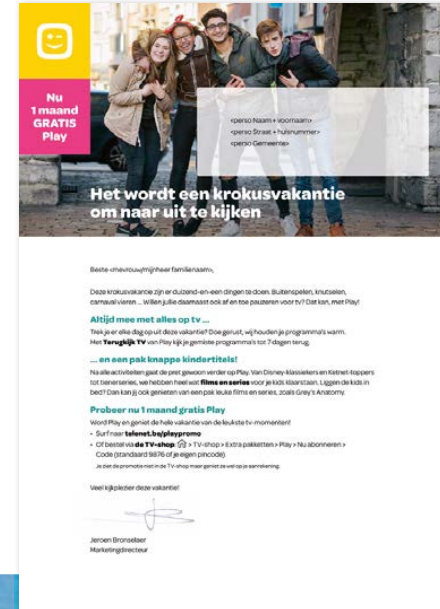 Nu
1 maand
GRATIS
Play
<perso Naam + voornaam>
<perso Straat + huisnummer>
<perso Gemeente>
Het wordt een krokusvakantie
om naar uit te kijken
Beste <mevrouw/mijnheer familienaam>,
Deze krokusvakantie zijn er duizend-en-een dingen te doen. Buitenspelen, knutselen,
carnaval vieren ... Willen jullie daarnaast ook af en toe pauzeren voor tv? Dat kan, met Play!
Altijd mee met alles op tv ...
Trek je er elke dag op uit deze vakantie? Doe gerust, wij houden je programma's warm.
Met Terugkijk TV van Play kijk je gemiste programma's tot 7 dagen terug.
... en een pak knappe kindertitels!
Na alle activiteiten gaat de pret gewoon verder op Play. Van Disney-klassiekers en Ketnet-toppers
tot tienerseries, we hebben heel wat films en series voor je kids klaarstaan. Liggen de kids in
bed? Dan kan jij ook genieten van een pak leuke films en series, zoals Grey's Anatomy.
Probeer nu 1 maand gratis Play
Word Play en geniet de hele vakantie van de leukste tv-momenten!
• Surf naar telenet.be/playpromo
• Of bestel via de TV-shop: > TV-shop > Extra pakketten > Play > Nu abonneren >
Code (standaard 9876 of je eigen pincode)
Je ziet de promotie niet in de TV-shop maar geniet ze wel op je aanrekening.
Veel kijkplezier deze vakantie!
Jeroen Bronselaer
Marketingdirecteur